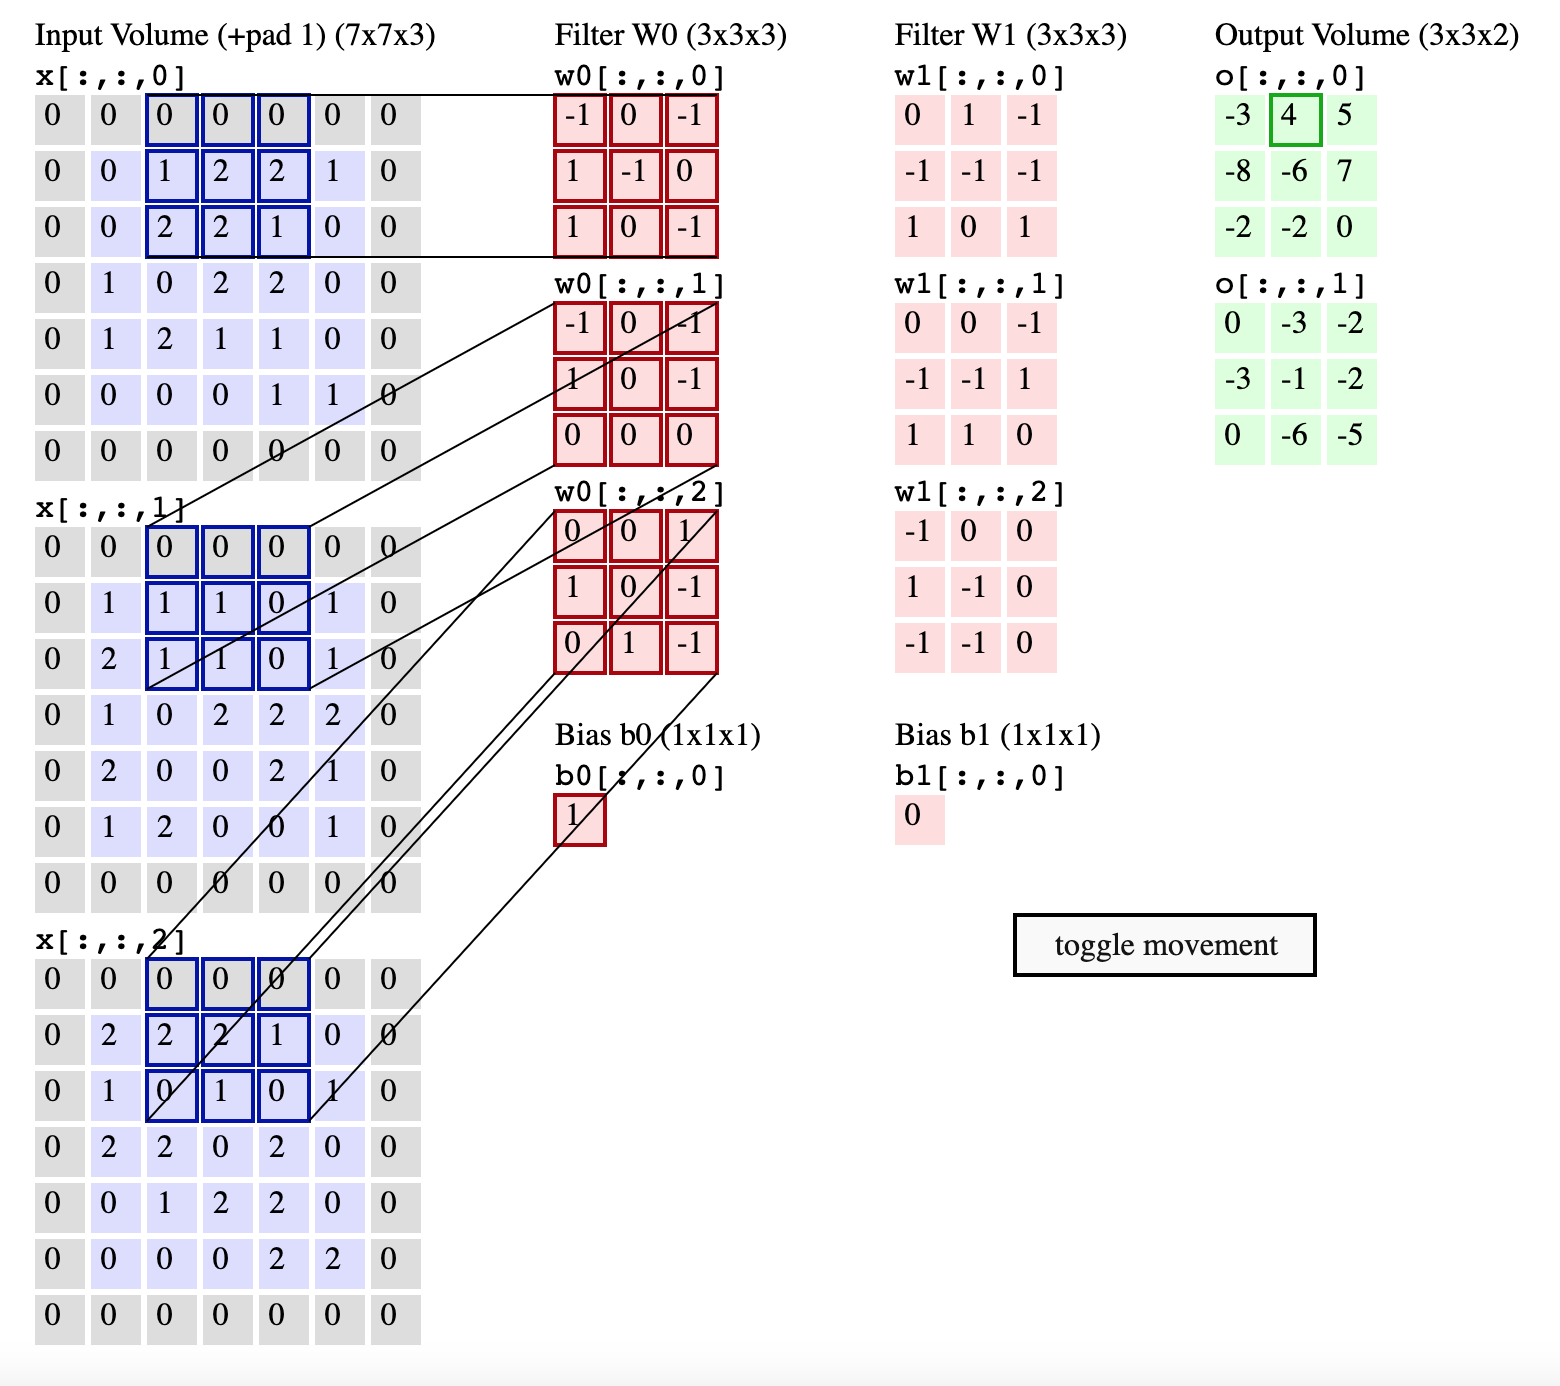 Input Volume (+pad 1) (7x7x3)
x[:,:,0]
0 0 0 0 0 0 0
0 0 1 2 2 1 0
0 0 2 2 1 0 0
0 1 0 2 2 0 0
0 1 2 1 1 0 0
0 0 0 0 1 1 0
0 0 0 0 0 0 0
x[:,:,1]
0 0 0 0 0 0 0
0 1 1 1 0 1 0
0 2 1 1 0 1 0
0 1 0 2 2 2 0
0 2 0 0 2 1 0
0 1 2 0 0 1 0
0 0 0 0 0 0 0
x[:,:,2]
0 0 0 0 0 0 0
0 2 2 2 1 0 0
0 1 0 1 0 1 0
0 2 2 0 2 0 0
0 0 1 2 2 0 0
0 0 0 0 2 2 0
0 0 0 0 0 0 0
Filter W0 (3x3x3)
w0[:,:,0]
-1 0 -1
1 -1 0
1 0 -1
w0[:,:,1]
-1 0 -1
1 0 -1
0 0 0
w0[:,:,2]
0 0 1
1 0 -1
0 1 -1
Bias b0 (1x1x1)
b0[:,:,0]
1
Filter W1 (3x3x3)
w1[:,:,0]
0 1 -1
-1 -1 -1
1 0 1
w1[:,:,1]
0 0 -1
-1 -1 1
1 1 0
w1[:,:,2]
-1 0 0
1 -1 0
-1 -1 0
Bias b1 (1x1x1)
b1[:,:,0]
0
Output Volume (3x3x2)
o[:,:,0]
-3 4 5
-8 -6 7
-2 -2 0
o[:,:,1]
0 -3 -2
-3 -1 -2
0 -6 -5
toggle movement